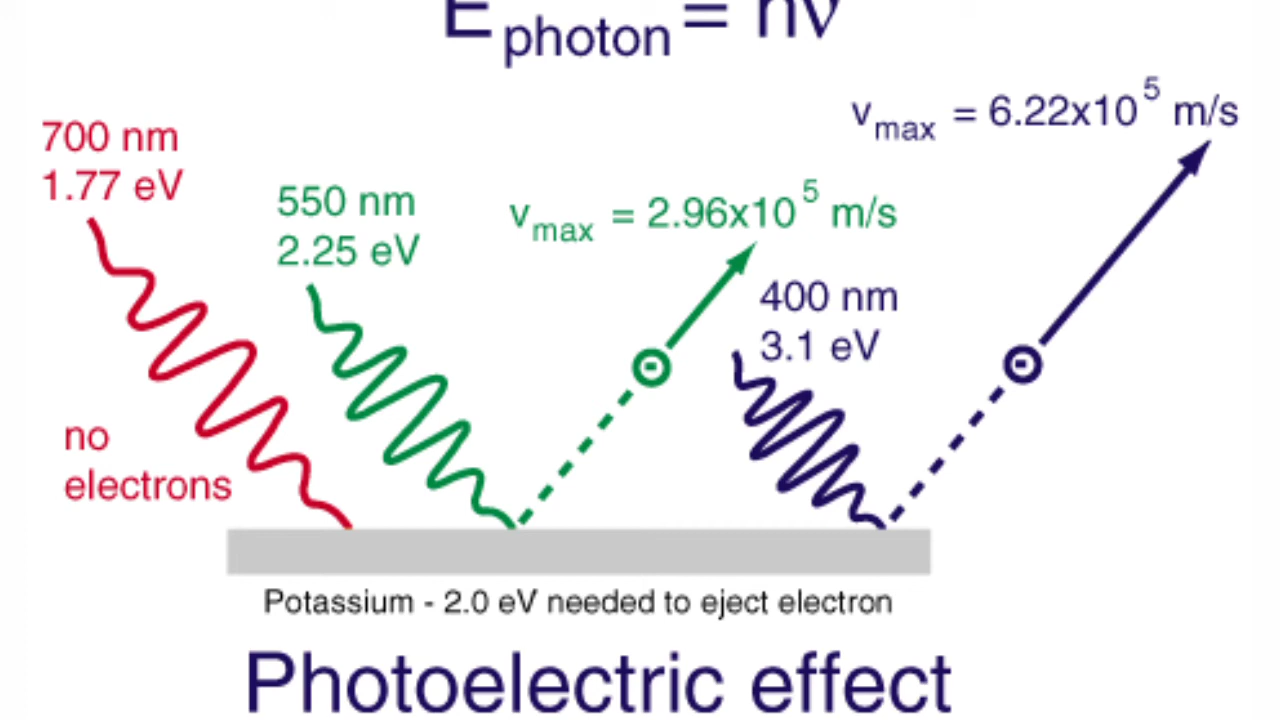 E photon = hν
700 nm
1.77 eV
550 nm
2.25 eV
v max = 2.96x10 5 m/s
v max = 6.22x10 5 m/s
400 nm
3.1 eV
no
electrons
Potassium - 2.0 eV needed to eject electron
Photoelectric effect